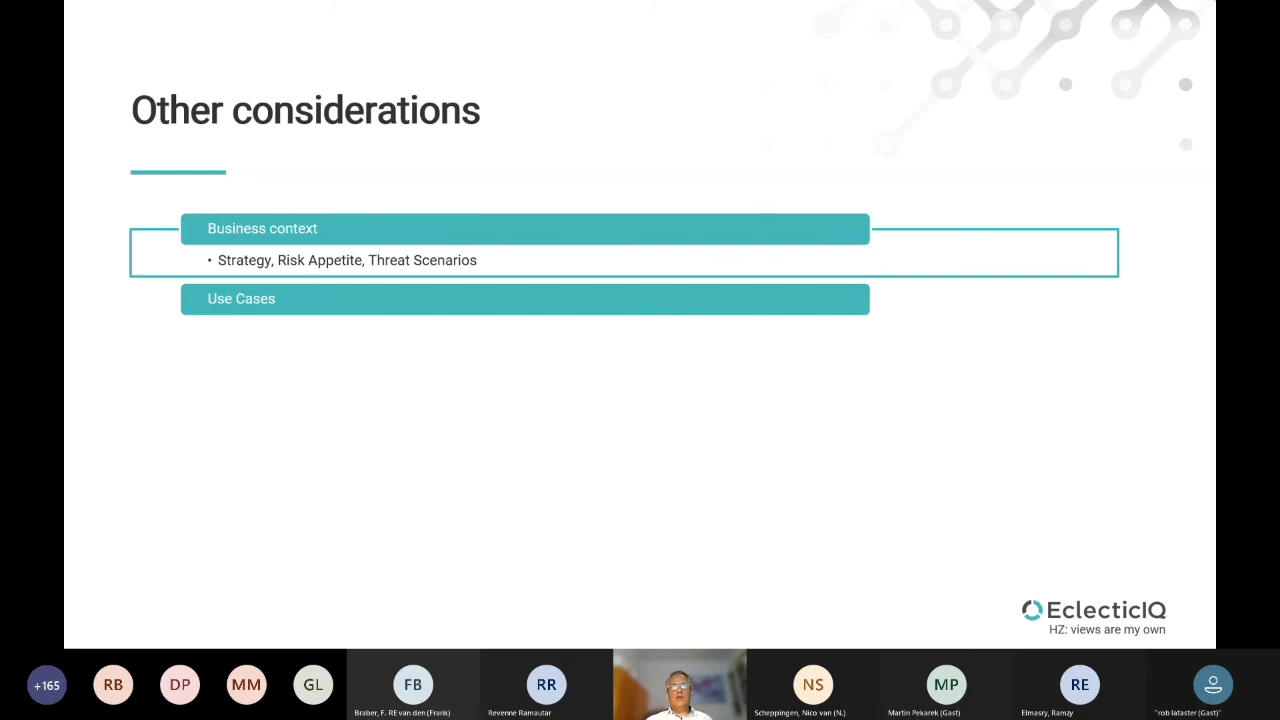 Other considerations
Business context
• Strategy, Risk Appetite, Threat Scenarios
Use Cases
EclecticIQ
HZ: views are my own
+165
RB
DP
MM
GL
FB
RR
NS
MP
RE
Braber, F. RE van den (Frank)
Revenne Ramautar
Scheppingen, Nico van (N.)
Martin Pekarek (Gast)
Elmasry, Ramzy
"rob lataster (Gast)"